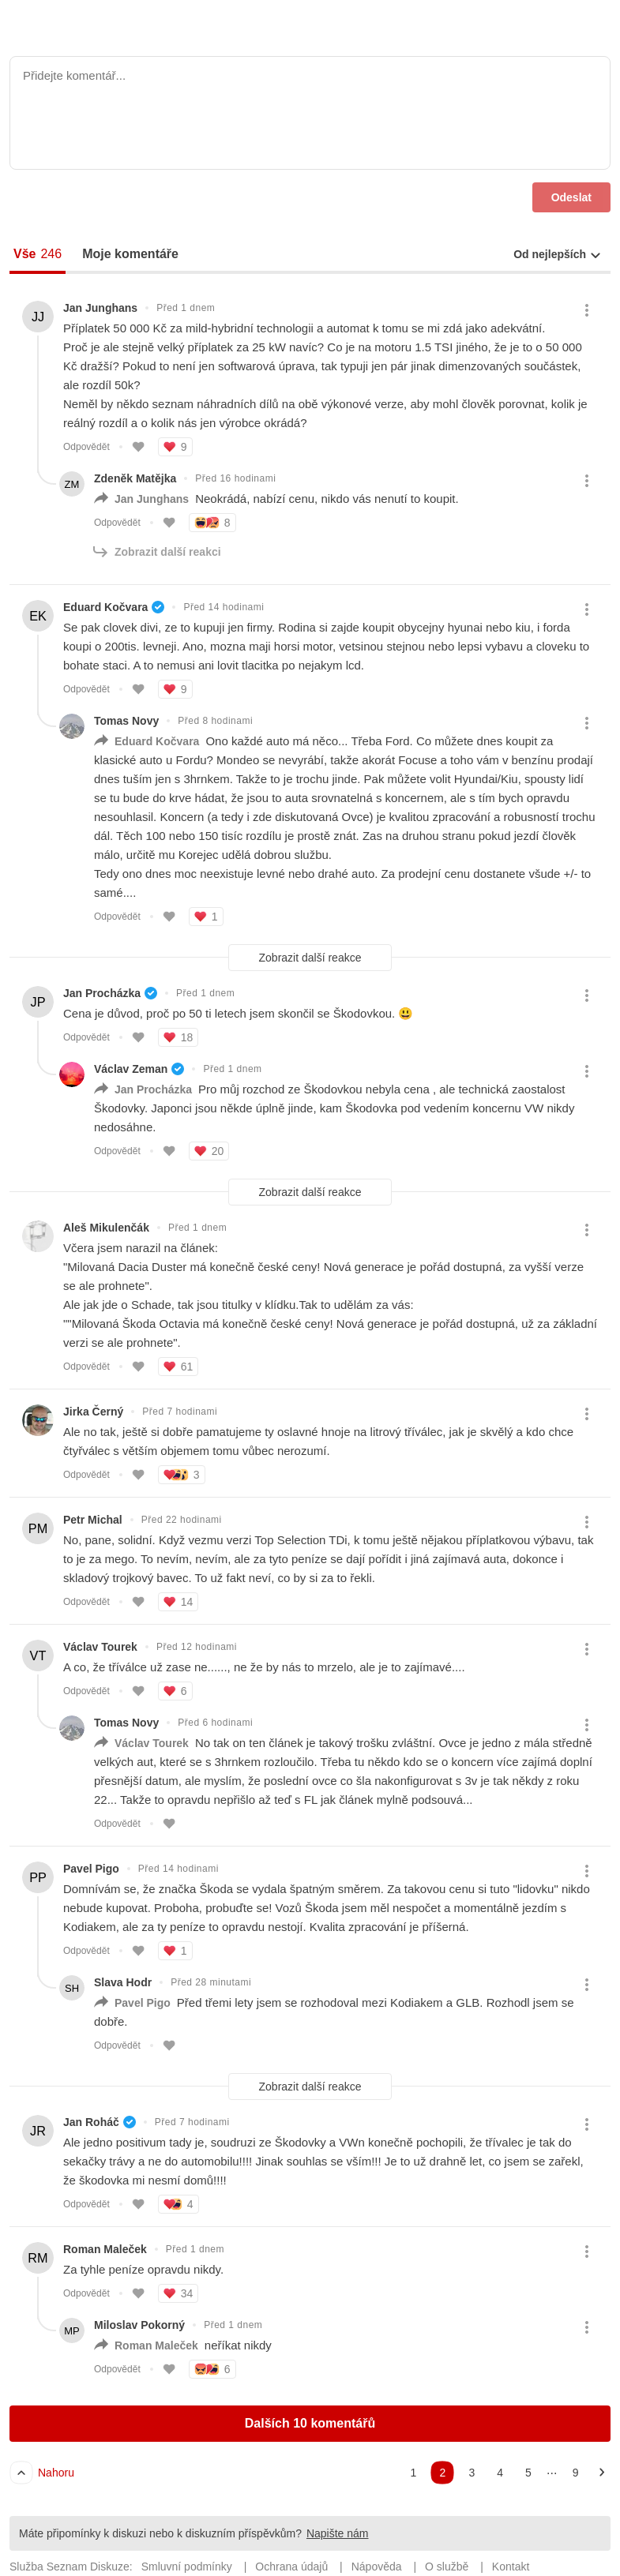 Přidejte komentář...
Odeslat
Vše 246
Moje komentáře
Od nejlepších
JJ
Jan Junghans
Před 1 dnem
Příplatek 50 000 Kč za mild-hybridní technologii a automat k tomu se mi zdá jako adekvátní.
Proč je ale stejně velký příplatek za 25 kW navíc? Co je na motoru 1.5 TSI jiného, že je to o 50 000
Kč dražší? Pokud to není jen softwarová úprava, tak typuji jen pár jinak dimenzovaných součástek,
ale rozdíl 50k?
Neměl by někdo seznam náhradních dílů na obě výkonové verze, aby mohl člověk porovnat, kolik je
reálný rozdíl a o kolik nás jen výrobce okrádá?
Odpovědět
9
ZM
Zdeněk Matějka
Před 16 hodinami
Jan Junghans Neokrádá, nabízí cenu, nikdo vás nenutí to koupit.
Odpovědět
8
Zobrazit další reakci
EK
Eduard Kočvara
Před 14 hodinami
Se pak clovek divi, ze to kupuji jen firmy. Rodina si zajde koupit obycejny hyunai nebo kiu, i forda
koupi o 200tis. levneji. Ano, mozna maji horsi motor, vetsinou stejnou nebo lepsi vybavu a cloveku to
bohate staci. A to nemusi ani lovit tlacitka po nejakym lcd.
Odpovědět
9
Tomas Novy
Před 8 hodinami
Eduard Kočvara Ono každé auto má něco... Třeba Ford. Co můžete dnes koupit za
klasické auto u Fordu? Mondeo se nevyrábí, takže akorát Focuse a toho vám v benzínu prodají
dnes tuším jen s 3hrnkem. Takže to je trochu jinde. Pak můžete volit Hyundai/Kiu, spousty lidí
se tu bude do krve hádat, že jsou to auta srovnatelná s koncernem, ale s tím bych opravdu
nesouhlasil. Koncern (a tedy i zde diskutovaná Ovce) je kvalitou zpracování a robusností trochu
dál. Těch 100 nebo 150 tisíc rozdílu je prostě znát. Zas na druhou stranu pokud jezdí člověk
málo, určitě mu Korejec udělá dobrou službu.
Tedy ono dnes moc neexistuje levné nebo drahé auto. Za prodejní cenu dostanete všude +/- to
samé....
Odpovědět
1
Zobrazit další reakce
JP
Jan Procházka
Před 1 dnem
Cena je důvod, proč po 50 ti letech jsem skončil se Škodovkou. 😃
Odpovědět
18
Václav Zeman
Před 1 dnem
Jan Procházka Pro můj rozchod ze Škodovkou nebyla cena , ale technická zaostalost
Škodovky. Japonci jsou někde úplně jinde, kam Škodovka pod vedením koncernu VW nikdy
nedosáhne.
Odpovědět
20
Zobrazit další reakce
Aleš Mikulenčák
Před 1 dnem
Včera jsem narazil na článek:
"Milovaná Dacia Duster má konečně české ceny! Nová generace je pořád dostupná, za vyšší verze
se ale prohnete".
Ale jak jde o Schade, tak jsou titulky v klídku.Tak to udělám za vás:
""Milovaná Škoda Octavia má konečně české ceny! Nová generace je pořád dostupná, už za základní
verzi se ale prohnete".
Odpovědět
61
Jirka Černý
Před 7 hodinami
Ale no tak, ještě si dobře pamatujeme ty oslavné hnoje na litrový tříválec, jak je skvělý a kdo chce
čtyřválec s větším objemem tomu vůbec nerozumí.
Odpovědět
3
PM
Petr Michal
Před 22 hodinami
No, pane, solidní. Když vezmu verzi Top Selection TDi, k tomu ještě nějakou příplatkovou výbavu, tak
to je za mego. To nevím, nevím, ale za tyto peníze se dají pořídit i jiná zajímavá auta, dokonce i
skladový trojkový bavec. To už fakt neví, co by si za to řekli.
Odpovědět
14
VT
Václav Tourek
Před 12 hodinami
A co, že tříválce už zase ne......, ne že by nás to mrzelo, ale je to zajímavé....
Odpovědět
6
Tomas Novy
Před 6 hodinami
Václav Tourek No tak on ten článek je takový trošku zvláštní. Ovce je jedno z mála středně
velkých aut, které se s 3hrnkem rozloučilo. Třeba tu někdo kdo se o koncern více zajímá doplní
přesnější datum, ale myslím, že poslední ovce co šla nakonfigurovat s 3v je tak někdy z roku
22... Takže to opravdu nepřišlo až teď s FL jak článek mylně podsouvá...
Odpovědět
PP
Pavel Pigo
Před 14 hodinami
Domnívám se, že značka Škoda se vydala špatným směrem. Za takovou cenu si tuto "lidovku" nikdo
nebude kupovat. Proboha, probuďte se! Vozů Škoda jsem měl nespočet a momentálně jezdím s
Kodiakem, ale za ty peníze to opravdu nestojí. Kvalita zpracování je příšerná.
Odpovědět
1
SH
Slava Hodr
Před 28 minutami
Pavel Pigo Před třemi lety jsem se rozhodoval mezi Kodiakem a GLB. Rozhodl jsem se
dobře.
Odpovědět
Zobrazit další reakce
JR
Jan Roháč
Před 7 hodinami
Ale jedno positivum tady je, soudruzi ze Škodovky a VWn konečně pochopili, že třívalec je tak do
sekačky trávy a ne do automobilu!!!! Jinak souhlas se vším!!! Je to už drahně let, co jsem se zařekl,
že škodovka mi nesmí domů!!!!
Odpovědět
4
RM
Roman Maleček
Před 1 dnem
Za tyhle peníze opravdu nikdy.
Odpovědět
34
MP
Miloslav Pokorný
Před 1 dnem
Roman Maleček neříkat nikdy
Odpovědět
6
Dalších 10 komentářů
Nahoru
1 2 3 4 5 ... 9
Máte připomínky k diskuzi nebo k diskuzním příspěvkům? Napište nám
Služba Seznam Diskuze: Smluvní podmínky | Ochrana údajů | Nápověda | O službě | Kontakt